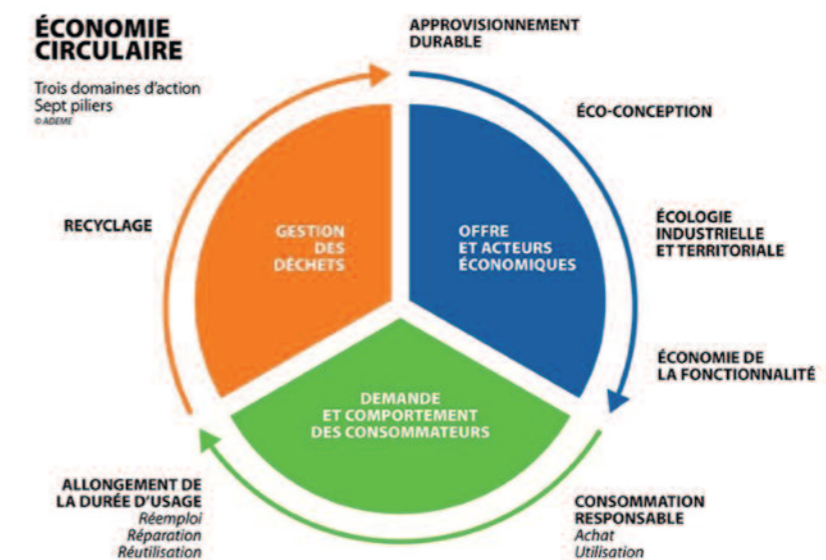 ÉCONOMIE
CIRCULAIRE
Trois domaines d'action
Sept piliers
© ADEME
APPROVISIONNEMENT
DURABLE
ÉCO-CONCEPTION
ÉCOLOGIE
INDUSTRIELLE
ET TERRITORIALE
ÉCONOMIE DE
LA FONCTIONNALITÉ
CONSOMMATION
RESPONSABLE
Achat
Utilisation
ALLONGEMENT DE
LA DURÉE D'USAGE
Réemploi
Réparation
Réutilisation
RECYCLAGE
GESTION
DES
DÉCHETS
OFFRE
ET ACTEURS
ÉCONOMIQUES
DEMANDE
ET COMPORTEMENT
DES CONSOMMATEURS